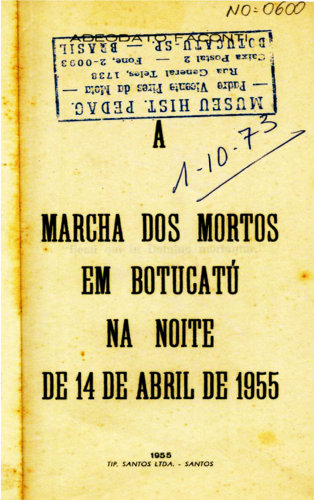 NO=0600
ADEODATO FACONTI
MUSEU HIST. PEDAG.
— Padre Vicente Pires da Mota —
Rua General Teles, 1738
Caixa Postal 2 — Fone, 2-0093
BOTUCATU-SP. — BRASIL
A
1-10-73
MARCHA DOS MORTOS
EM BOTUCATÚ
NA NOITE
DE 14 DE ABRIL DE 1955
1955
TIP. SANTOS LTDA. - SANTOS